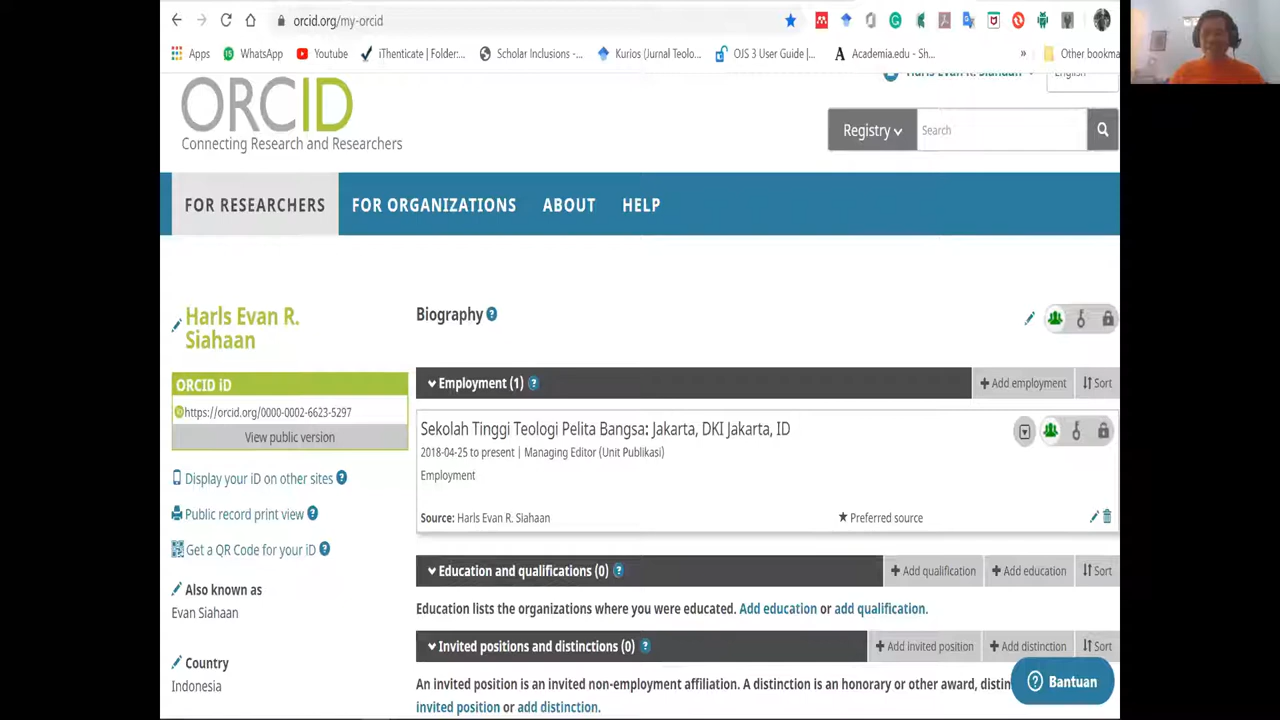 orcid.org/my-orcid
Apps WhatsApp Youtube iThenticate | Folder:... Scholar Inclusions -... Kurios (Jurnal Teolo... OJS 3 User Guide |... Academia.edu - Sh... » Other bookma
Harls Evan R. Siahaan
English
ORCID
Connecting Research and Researchers
Registry Search
FOR RESEARCHERS FOR ORGANIZATIONS ABOUT HELP
Harls Evan R.
Siahaan
ORCID iD
https://orcid.org/0000-0002-6623-5297
View public version
Display your iD on other sites ?
Public record print view ?
Get a QR Code for your iD ?
Also known as
Evan Siahaan
Country
Indonesia
Biography ?
Employment (1) ? Add employment Sort
Sekolah Tinggi Teologi Pelita Bangsa: Jakarta, DKI Jakarta, ID
2018-04-25 to present | Managing Editor (Unit Publikasi)
Employment
Source: Harls Evan R. Siahaan ★ Preferred source
Education and qualifications (0) ? Add qualification Add education Sort
Education lists the organizations where you were educated. Add education or add qualification.
Invited positions and distinctions (0) ? Add invited position Add distinction Sort
An invited position is an invited non-employment affiliation. A distinction is an honorary or other award, distin
invited position or add distinction.
? Bantuan